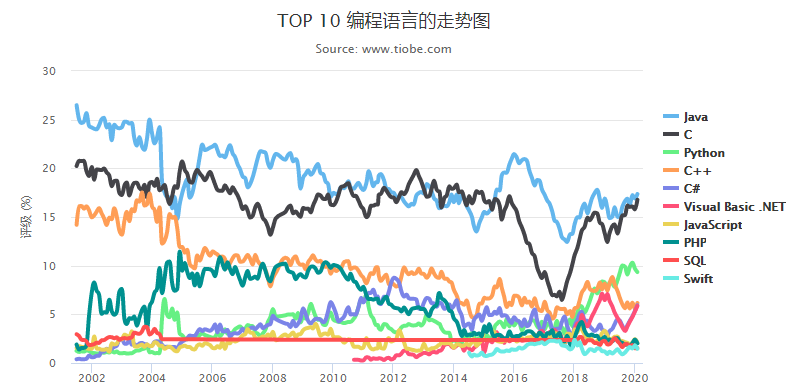 TOP 10 编程语言的走势图
Source: www.tiobe.com
评级 (%)
30
25
20
15
10
5
0
2002 2004 2006 2008 2010 2012 2014 2016 2018 2020
Java
C
Python
C++
C#
Visual Basic .NET
JavaScript
PHP
SQL
Swift